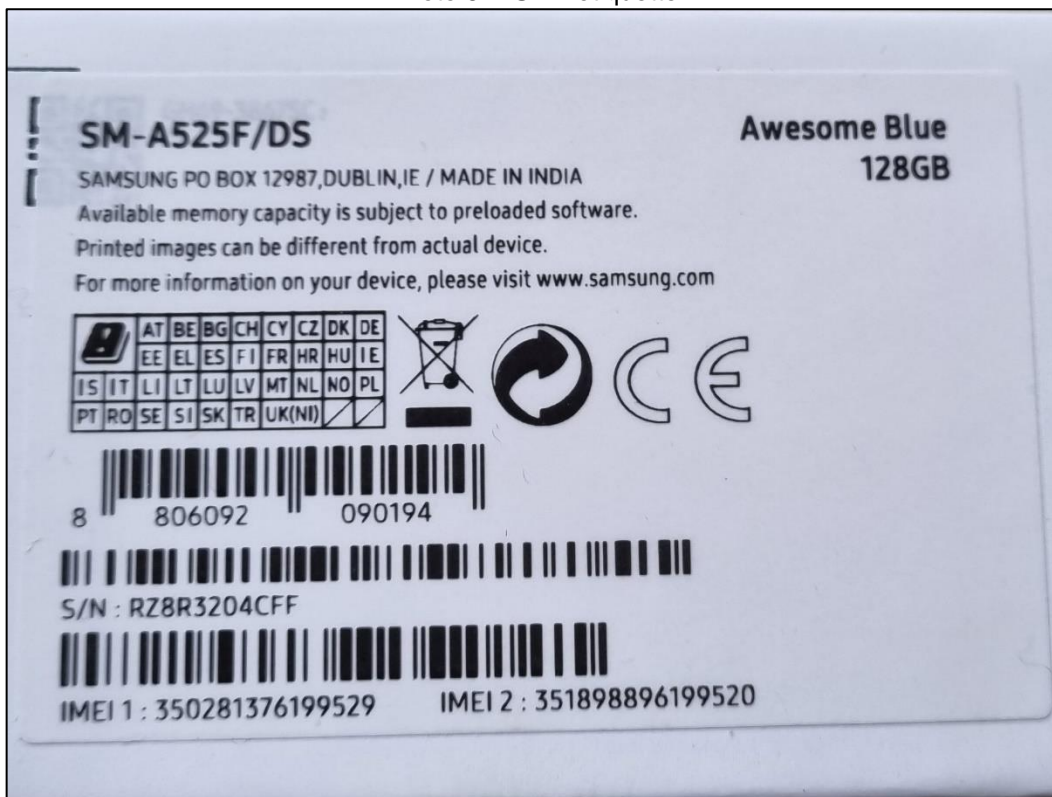 SM-A525F/DS
Awesome Blue
128GB
SAMSUNG PO BOX 12987,DUBLIN,IE / MADE IN INDIA
Available memory capacity is subject to preloaded software.
Printed images can be different from actual device.
For more information on your device, please visit www.samsung.com
AT BE BG CH CY CZ DK DE
EE EL ES FI FR HR HU IE
IS IT LI LT LU LV MT NL NO PL
PT RO SE SI SK TR UK(NI)
CE
8 806092 090194
S/N : RZ8R3204CFF
IMEI 1 : 350281376199529 IMEI 2 : 351898896199520